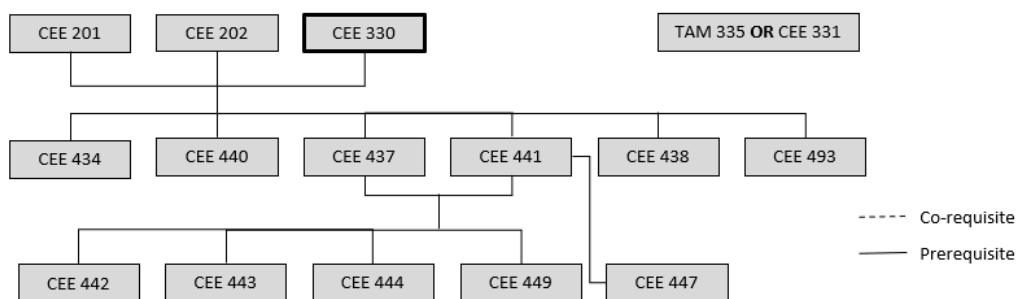 CEE 201
CEE 202
CEE 330
TAM 335 OR CEE 331
CEE 434
CEE 440
CEE 437
CEE 441
CEE 438
CEE 493
Co-requisite
Prerequisite
CEE 442
CEE 443
CEE 444
CEE 449
CEE 447